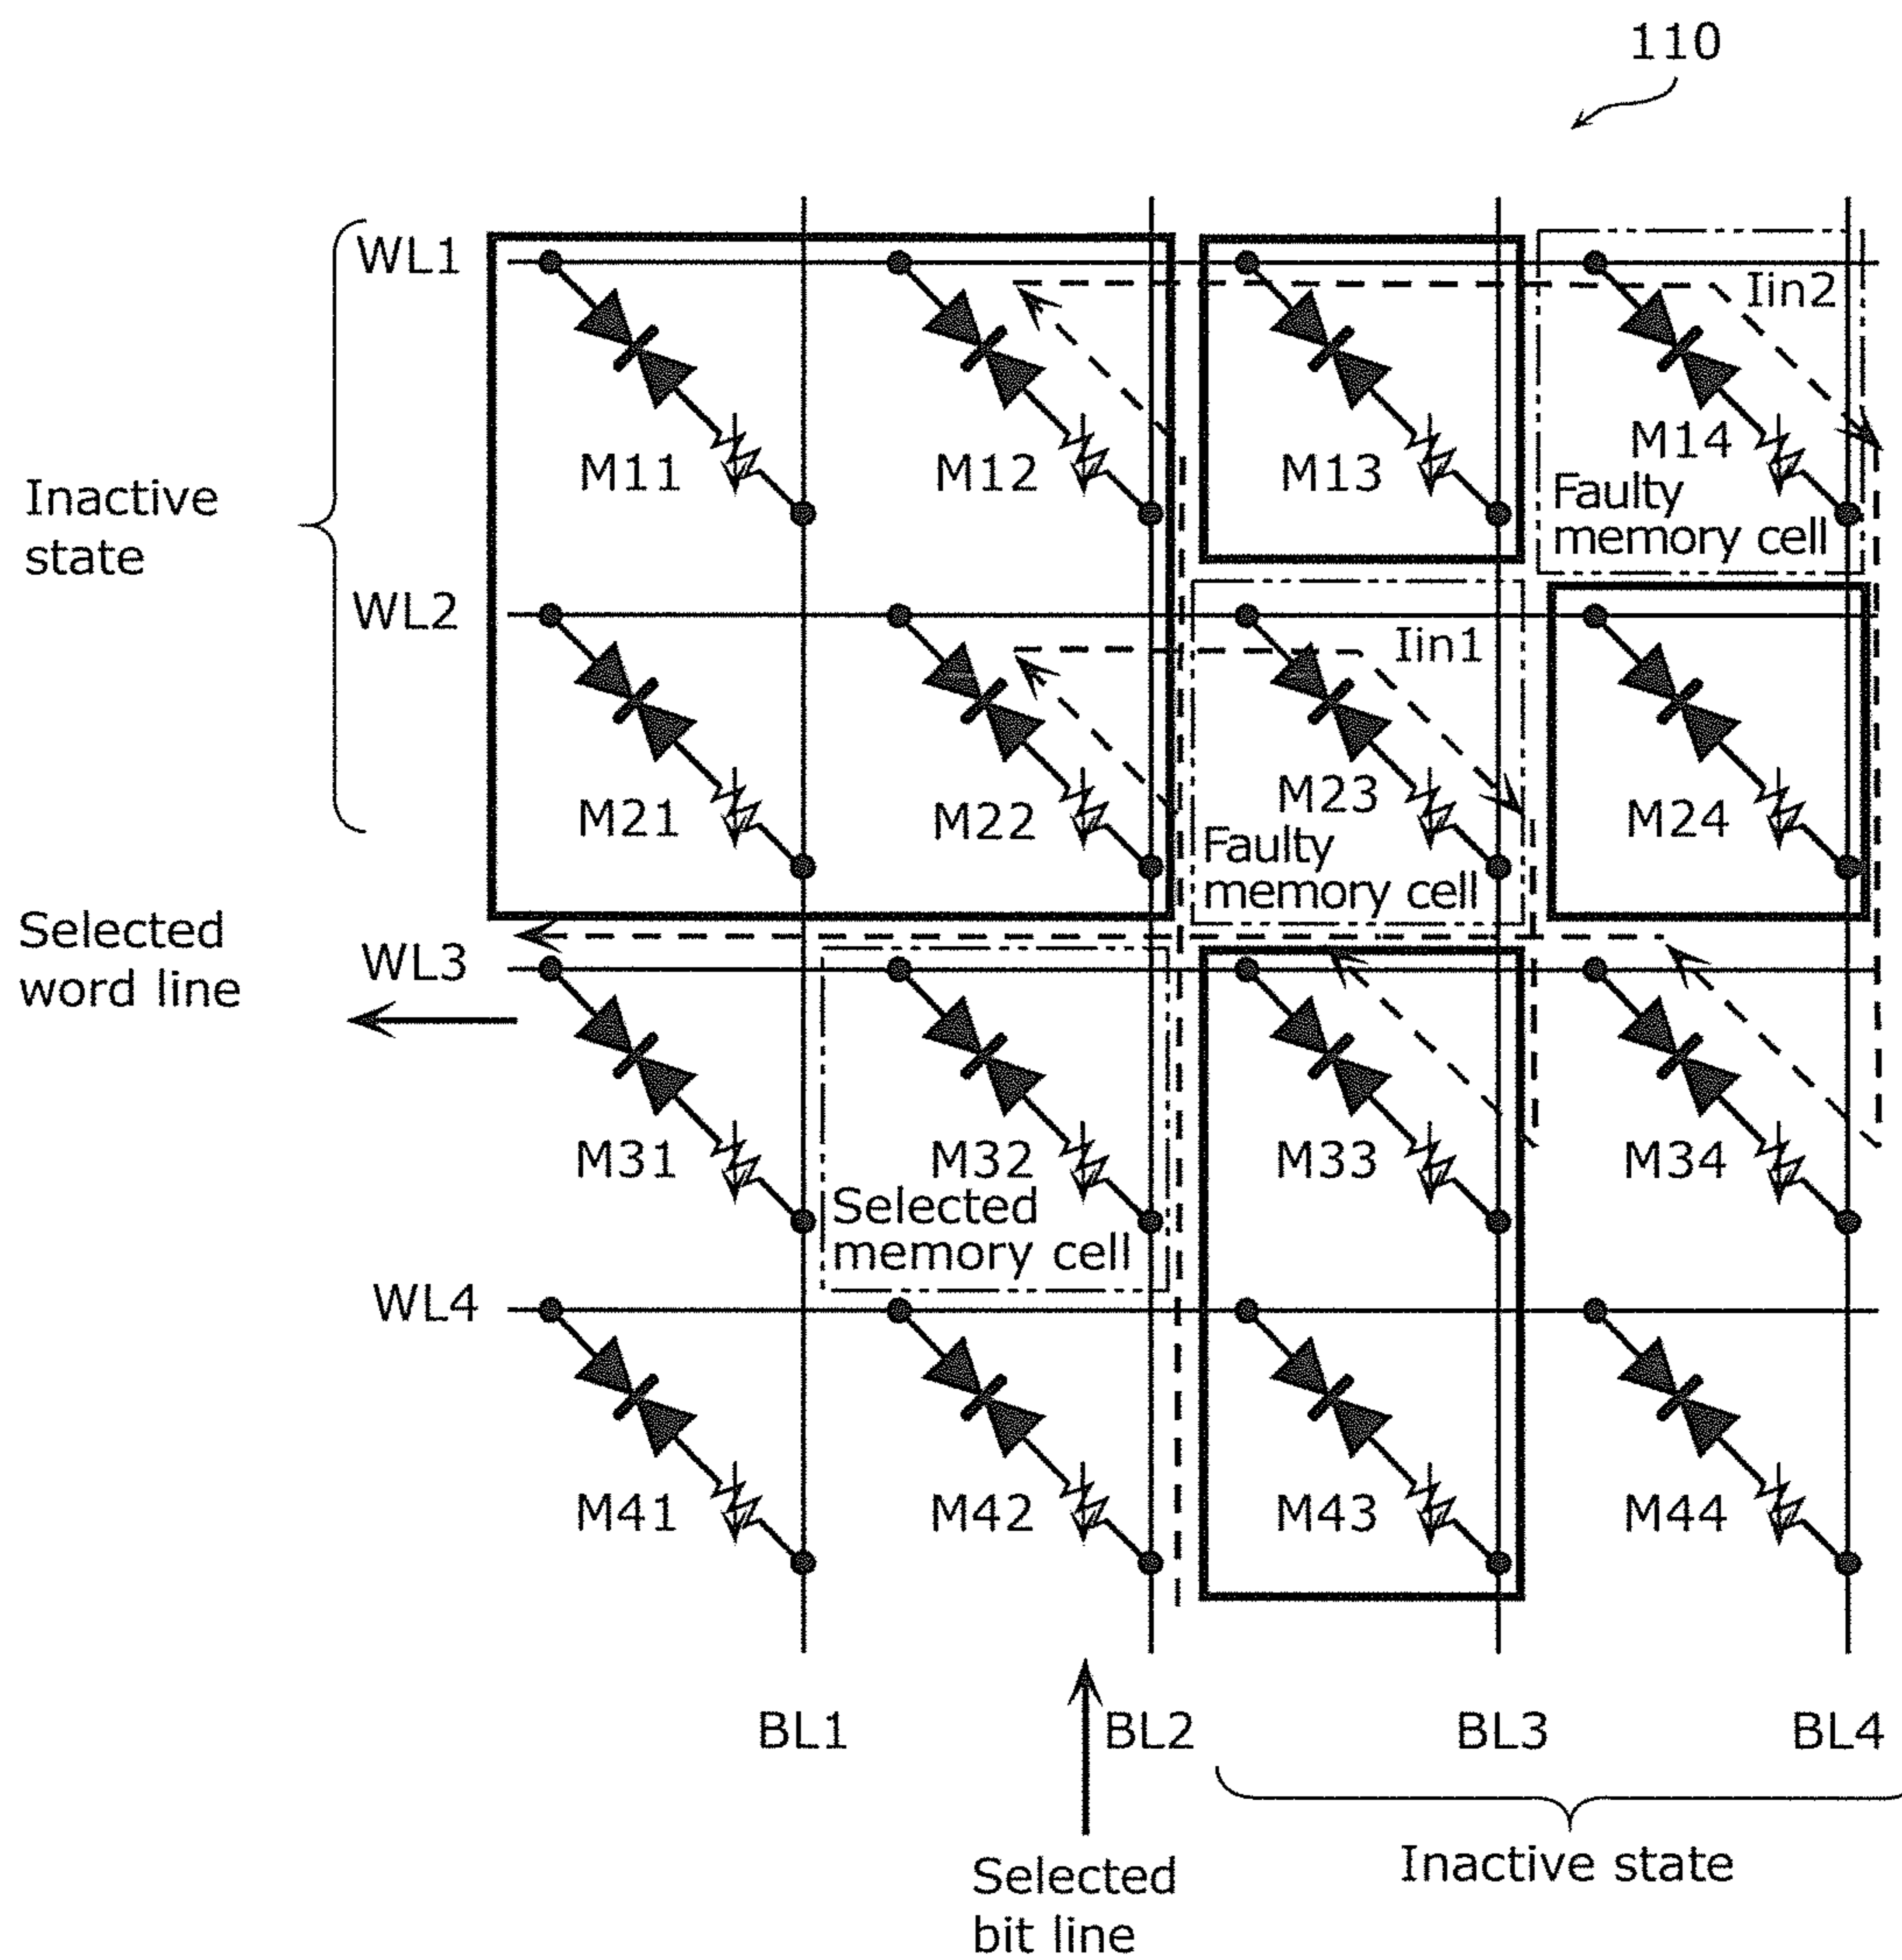 110
WL1
Iin2
M11
M12
M13
M14
Faulty
memory cell
Inactive
state
WL2
Iin1
M21
M22
M23
M24
Faulty
memory cell
Selected
word line
WL3
M31
M32
M33
M34
Selected
memory cell
WL4
M41
M42
M43
M44
BL1
BL2
BL3
BL4
Selected
bit line
Inactive state